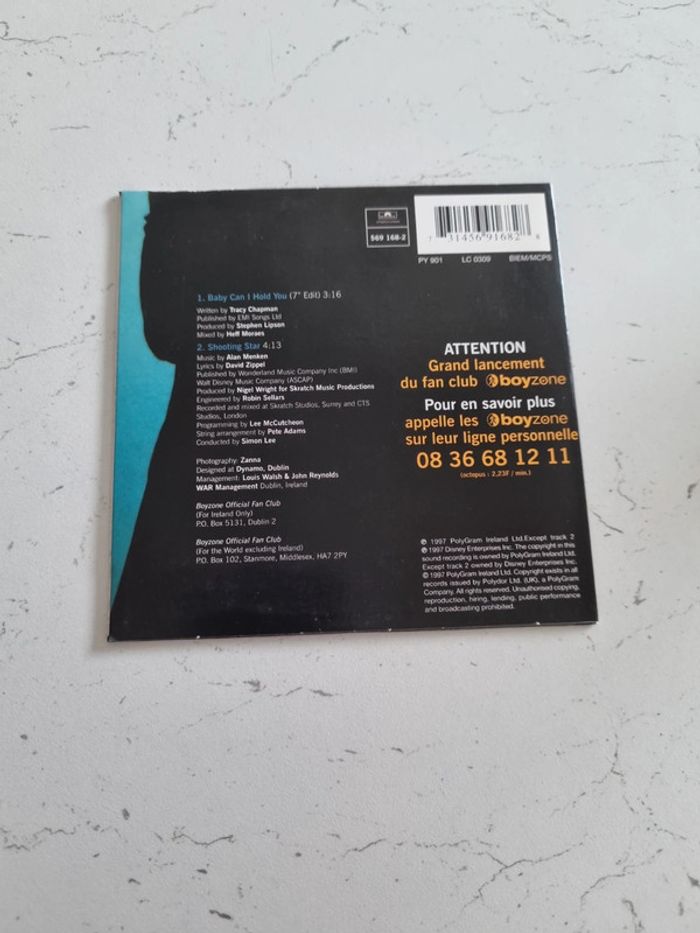 569 168-2
7 31456 91682 8
PY 901 LC 0309 BIEM/MCPS
1. Baby Can I Hold You (7" Edit) 3:16
Written by Tracy Chapman
Published by EMI Songs Ltd
Produced by Stephen Lipson
Mixed by Heff Moraes
2. Shooting Star 4:13
Music by Alan Menken
Lyrics by David Zippel
Published by Wonderland Music Company Inc (BMI)
Walt Disney Music Company (ASCAP)
Produced by Nigel Wright for Skratch Music Productions
Engineered by Robin Sellars
Recorded and mixed at Skratch Studios, Surrey and CTS
Studios, London
Programming by Lee McCutcheon
String arrangement by Pete Adams
Conducted by Simon Lee
Photography: Zanna
Designed at Dynamo, Dublin
Management: Louis Walsh & John Reynolds
WAR Management Dublin, Ireland
Boyzone Official Fan Club
(For Ireland Only)
P.O. Box 5131, Dublin 2
Boyzone Official Fan Club
(For the World excluding Ireland)
P.O. Box 102, Stanmore, Middlesex, HA7 2PY
ATTENTION
Grand lancement
du fan club boyzone
Pour en savoir plus
appelle les boyzone
sur leur ligne personnelle
08 36 68 12 11
(octopus : 2,23F / min.)
℗ 1997 PolyGram Ireland Ltd.Except track 2
℗ 1997 Disney Enterprises Inc. The copyright in this
sound recording is owned by PolyGram Ireland Ltd.
Except track 2 owned by Disney Enterprises Inc.
© 1997 PolyGram Ireland Ltd. Copyright exists in all
records issued by Polydor Ltd. (UK), a PolyGram
Company. All rights reserved. Unauthorised copying,
reproduction, hiring, lending, public performance
and broadcasting prohibited.